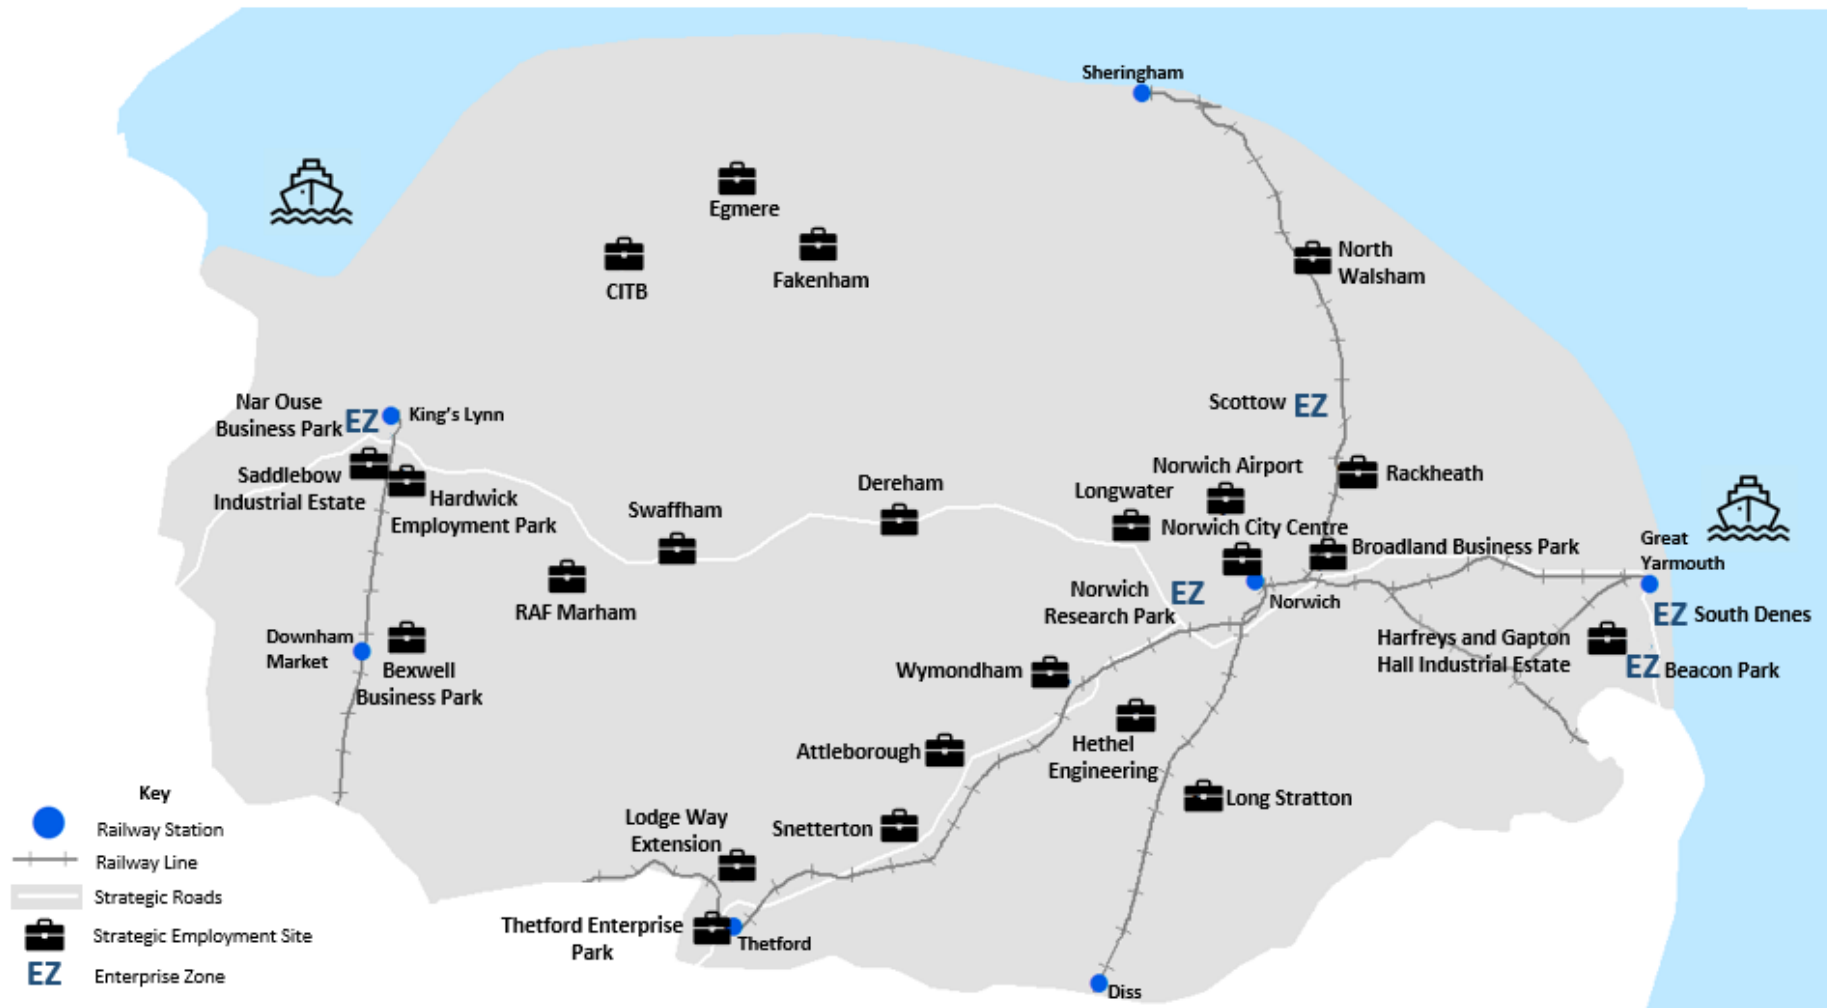 Sheringham
Egmere
CITB
Fakenham
North
Walsham
Nar Ouse
Business Park
EZ
King's Lynn
Scottow
EZ
Saddlebow
Industrial Estate
Hardwick
Employment Park
Swaffham
Dereham
Norwich Airport
Longwater
Rackheath
Norwich City Centre
Broadland Business Park
Great
Yarmouth
RAF Marham
Norwich
Research Park
EZ
Norwich
EZ
South Denes
Downham
Market
Bexwell
Business Park
Harfreys and Gapton
Hall Industrial Estate
EZ
Beacon Park
Wymondham
Attleborough
Hethel
Engineering
Long Stratton
Lodge Way
Extension
Snetterton
Thetford Enterprise
Park
Thetford
Diss
Key
Railway Station
Railway Line
Strategic Roads
Strategic Employment Site
EZ
Enterprise Zone